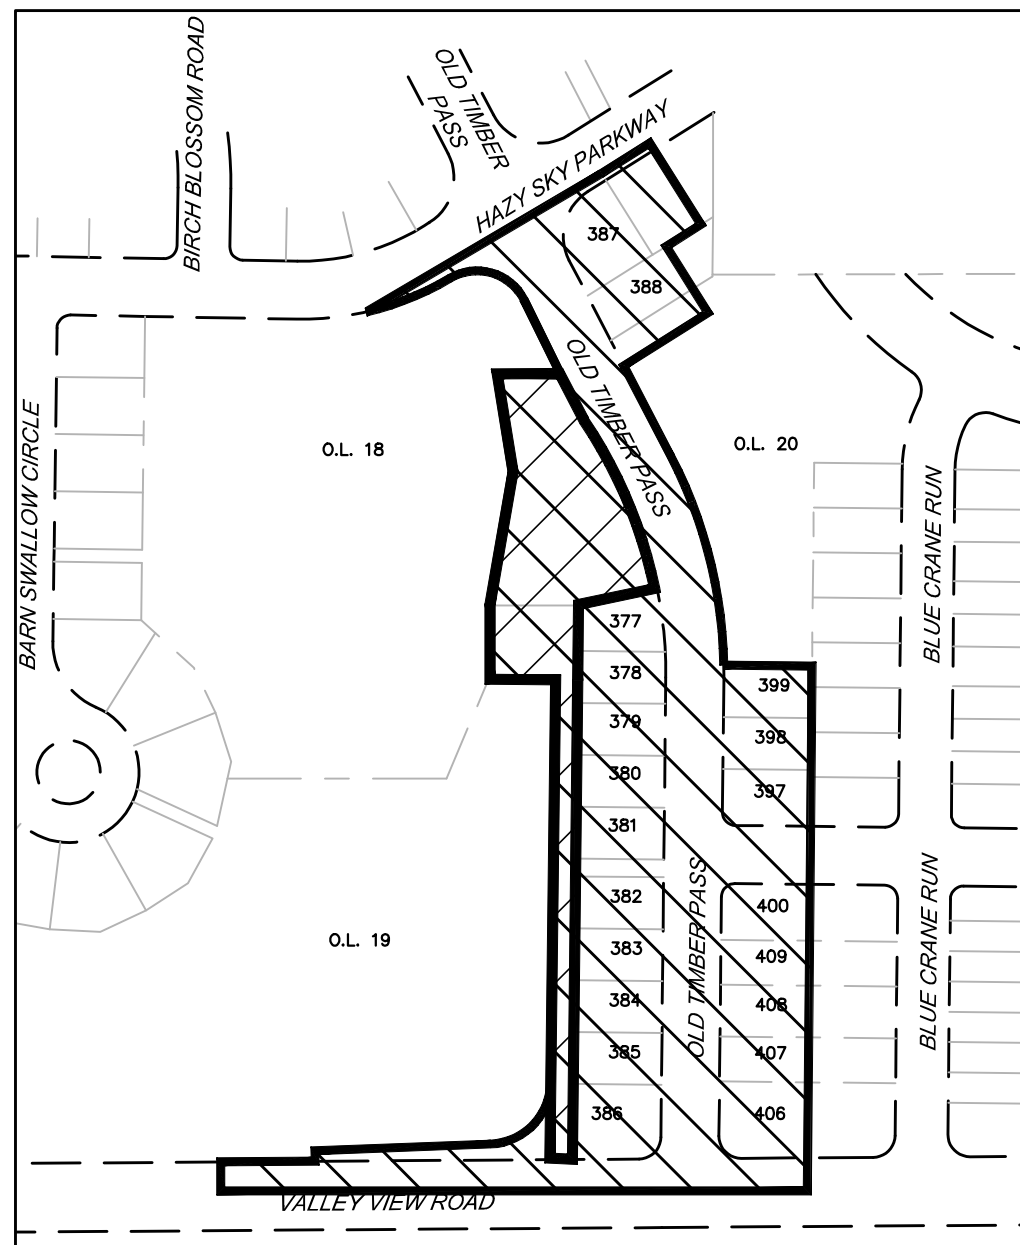 BIRCH BLOSSOM ROAD
OLD TIMBER
PASS
HAZY SKY PARKWAY
387
388
OLD TIMBER PASS
O.L. 18
O.L. 20
BARN SWALLOW CIRCLE
BLUE CRANE RUN
377
378
399
379
398
380
397
381
382
400
383
409
384
408
385
407
386
406
OLD TIMBER PASS
BLUE CRANE RUN
O.L. 19
VALLEY VIEW ROAD